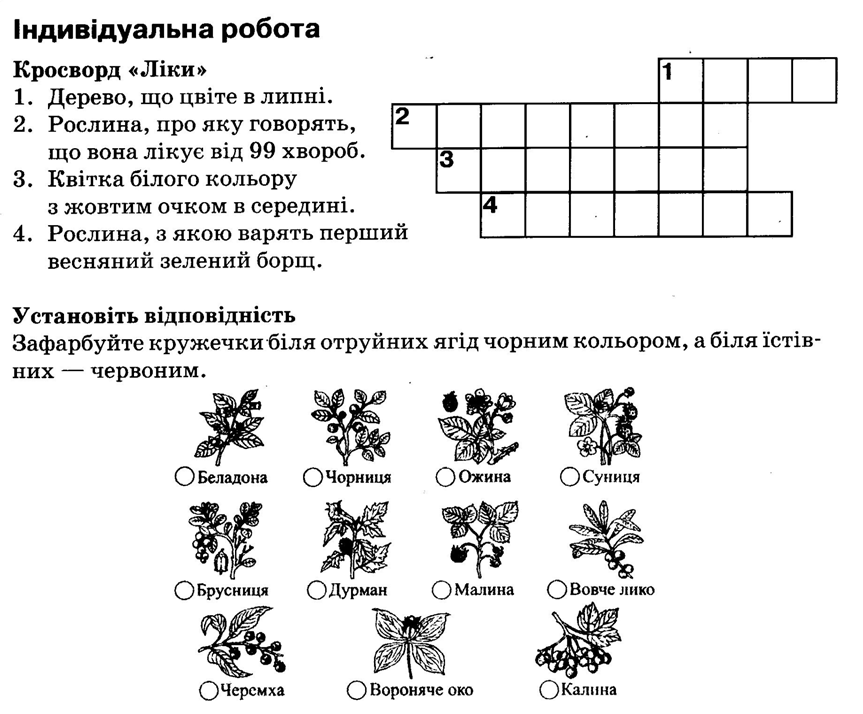 Індивідуальна робота
Кросворд «Ліки»
1. Дерево, що цвіте в липні.
2. Рослина, про яку говорять,
що вона лікує від 99 хвороб.
3. Квітка білого кольору
з жовтим очком в середині.
4. Рослина, з якою варять перший
весняний зелений борщ.
1
2
3
4
Установіть відповідність
Зафарбуйте кружечки біля отруйних ягід чорним кольором, а біля їстів-
них — червоним.
Беладона Чорниця Ожина Суниця
Брусниця Дурман Малина Вовче лико
Черемха Вороняче око Калина